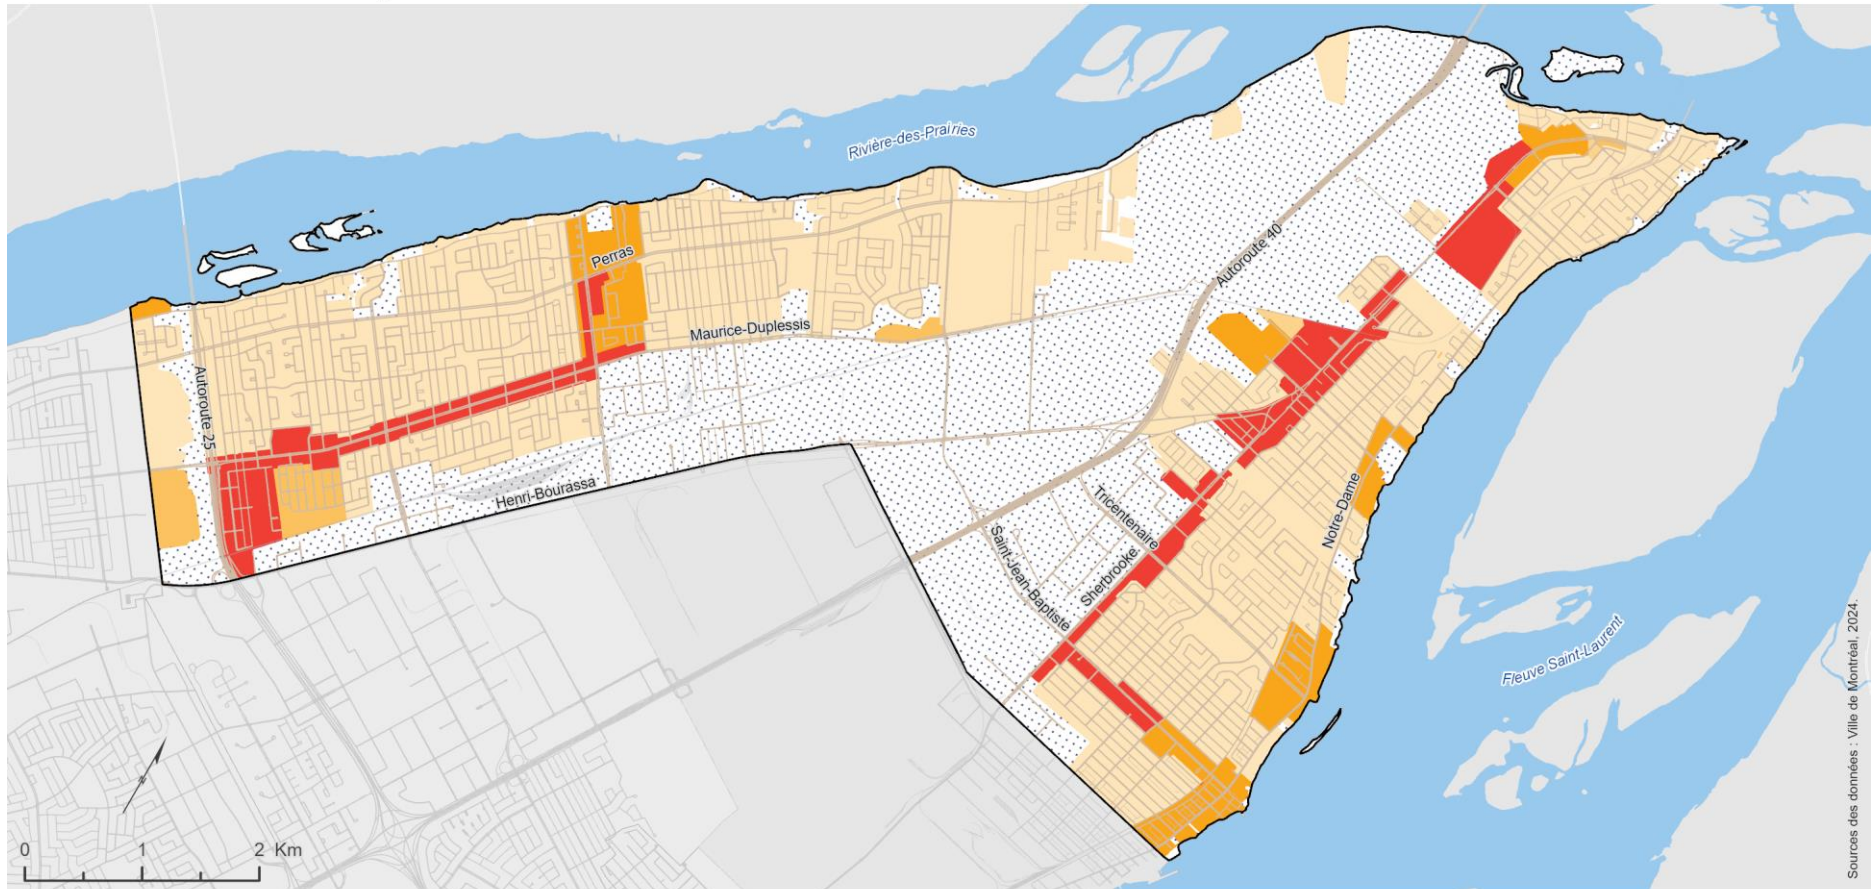 Rivière-des-Prairies
Perras
Autoroute 40
Maurice-Duplessis
Autoroute 25
Henri-Bourassa
Tricentenaire
Notre-Dame
Saint-Jean-Baptiste
Sherbrooke
Fleuve Saint-Laurent
N
0 1 2 Km
Sources des données : Ville de Montréal, 2024.